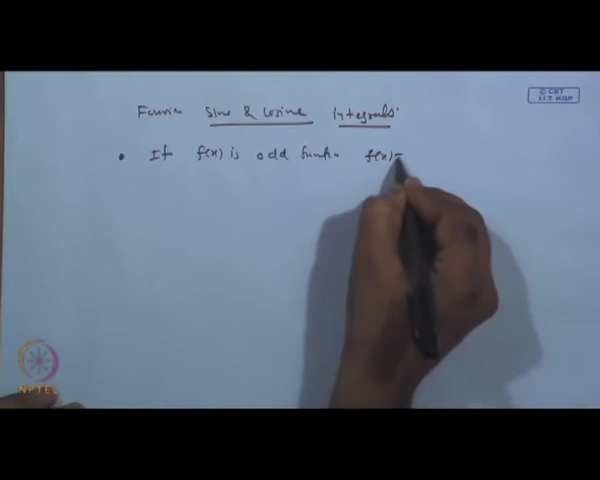 © CET
I.I.T. KGP
Fourier Sine & Cosine Integrals
• If f(x) is odd function f(x)=
NPTEL